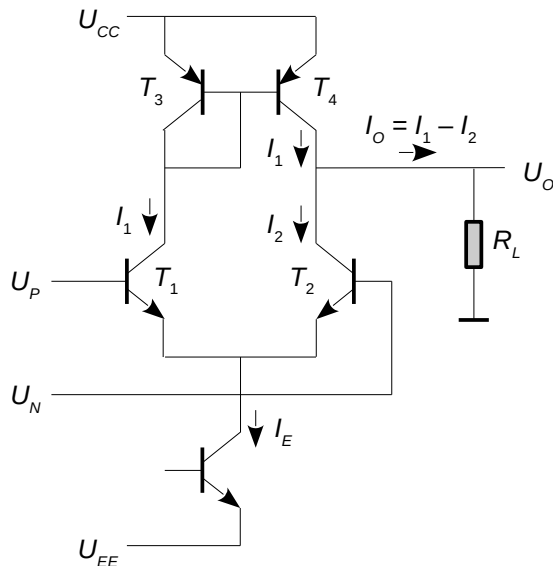 U_CC
T_3
T_4
I_O = I_1 – I_2
I_1
U_O
I_1
I_2
R_L
U_P
T_1
T_2
U_N
I_E
U_EE